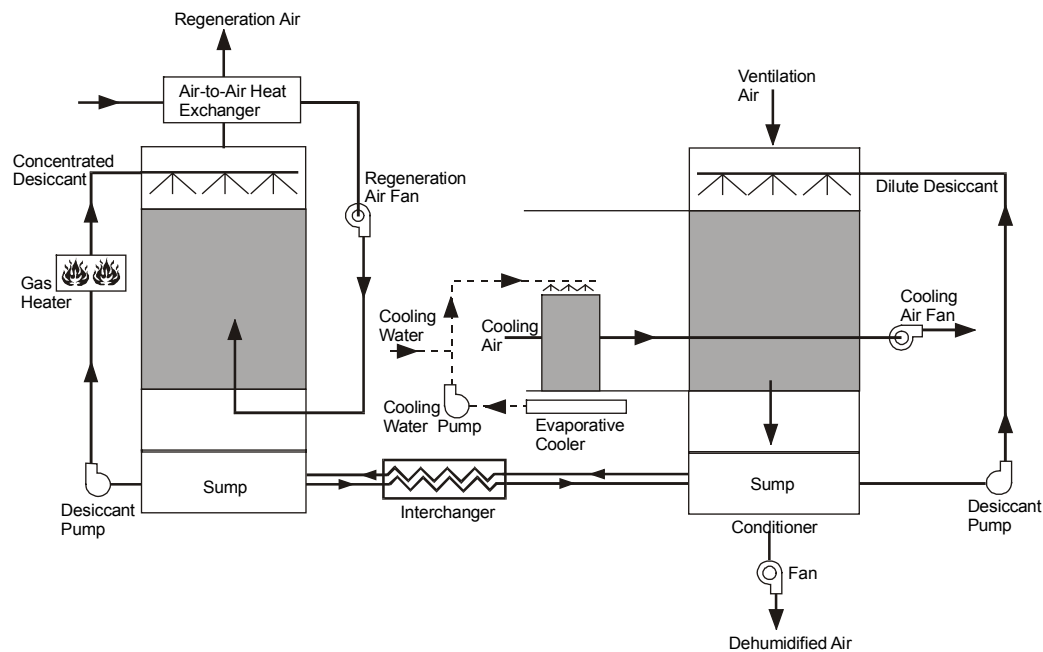 Regeneration Air
Air-to-Air Heat
Exchanger
Concentrated
Desiccant
Regeneration
Air Fan
Gas
Heater
Desiccant
Pump
Sump
Interchanger
Cooling
Water
Cooling
Air
Cooling
Water Pump
Evaporative
Cooler
Ventilation
Air
Dilute Desiccant
Cooling
Air Fan
Sump
Conditioner
Desiccant
Pump
Fan
Dehumidified Air